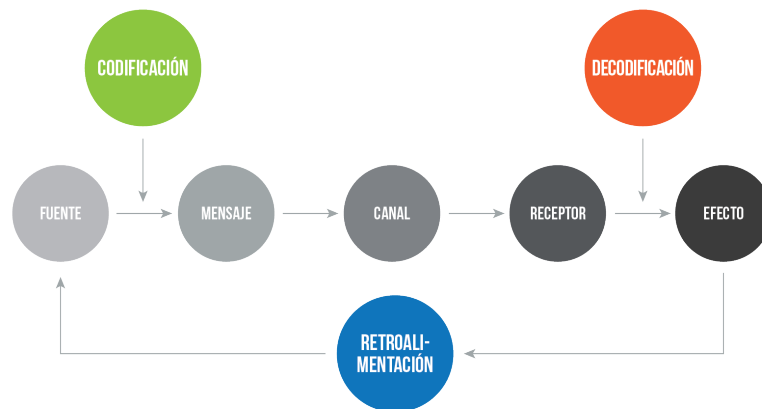 CODIFICACIÓN
DECODIFICACIÓN
FUENTE
MENSAJE
CANAL
RECEPTOR
EFECTO
RETROALI-
MENTACIÓN